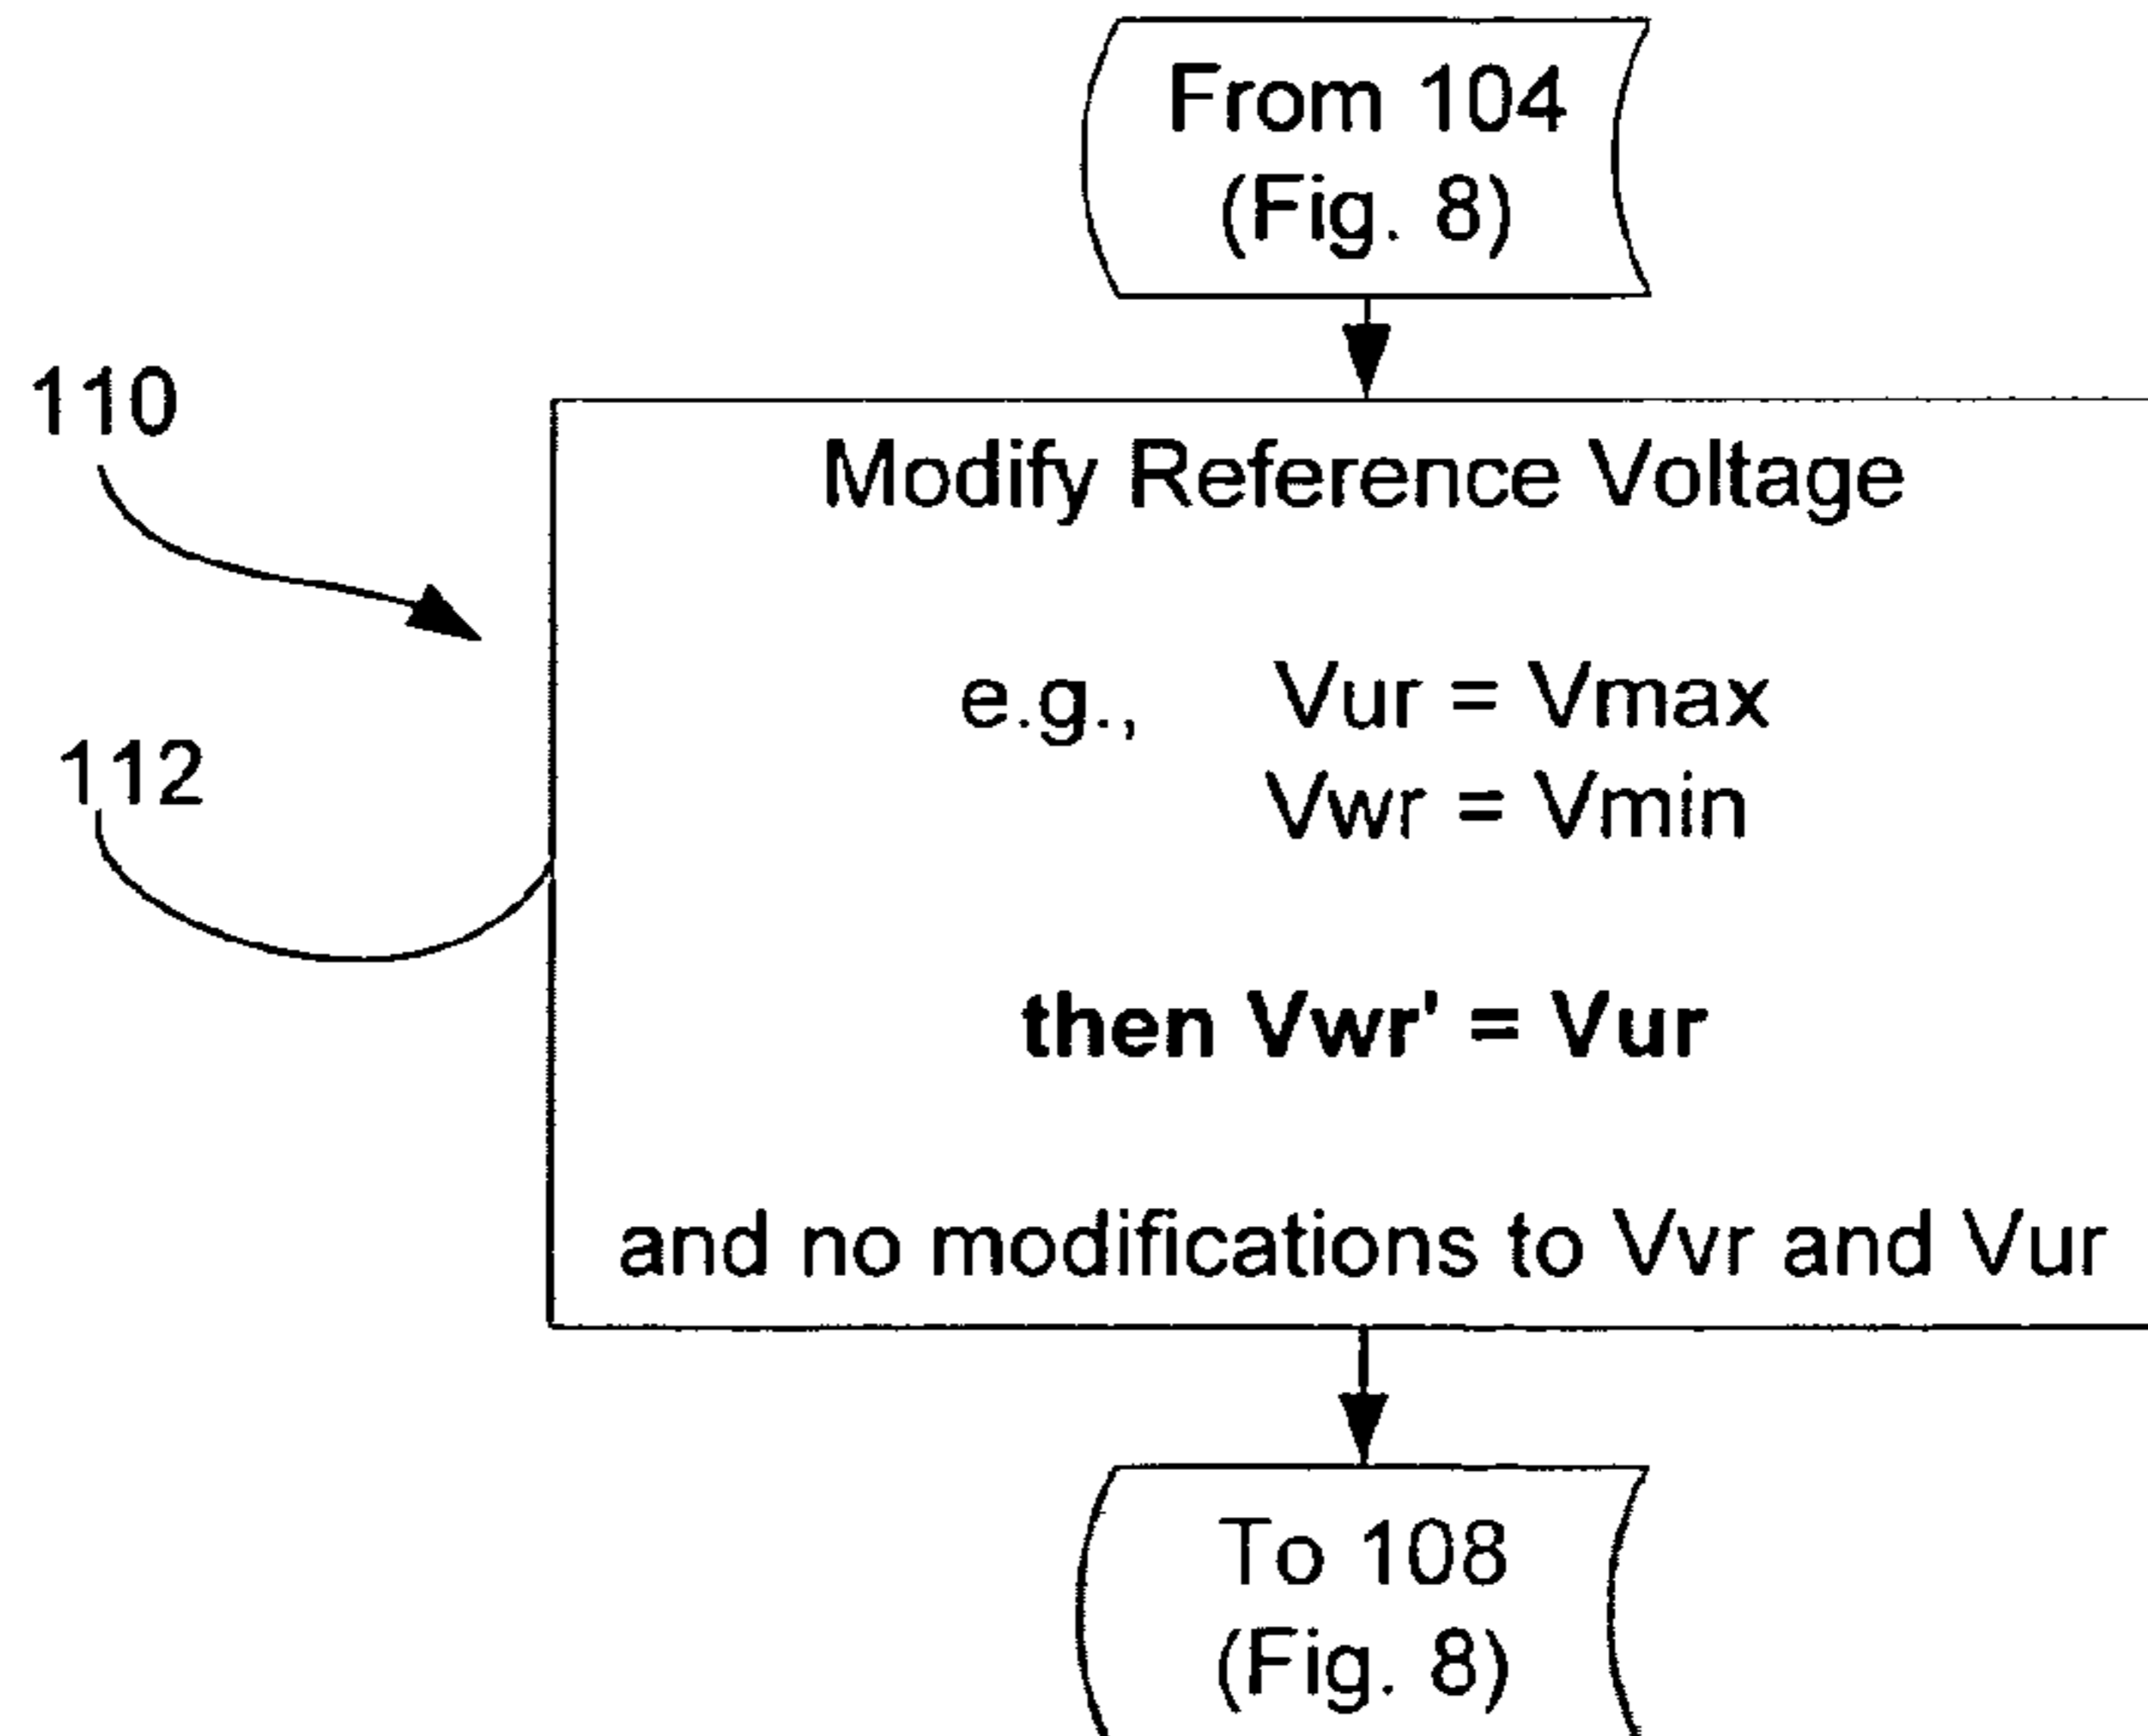 From 104
(Fig. 8)
110
Modify Reference Voltage
e.g., Vur = Vmax
112
Vwr = Vmin
then Vwr' = Vur
and no modifications to Vvr and Vur
To 108
(Fig. 8)